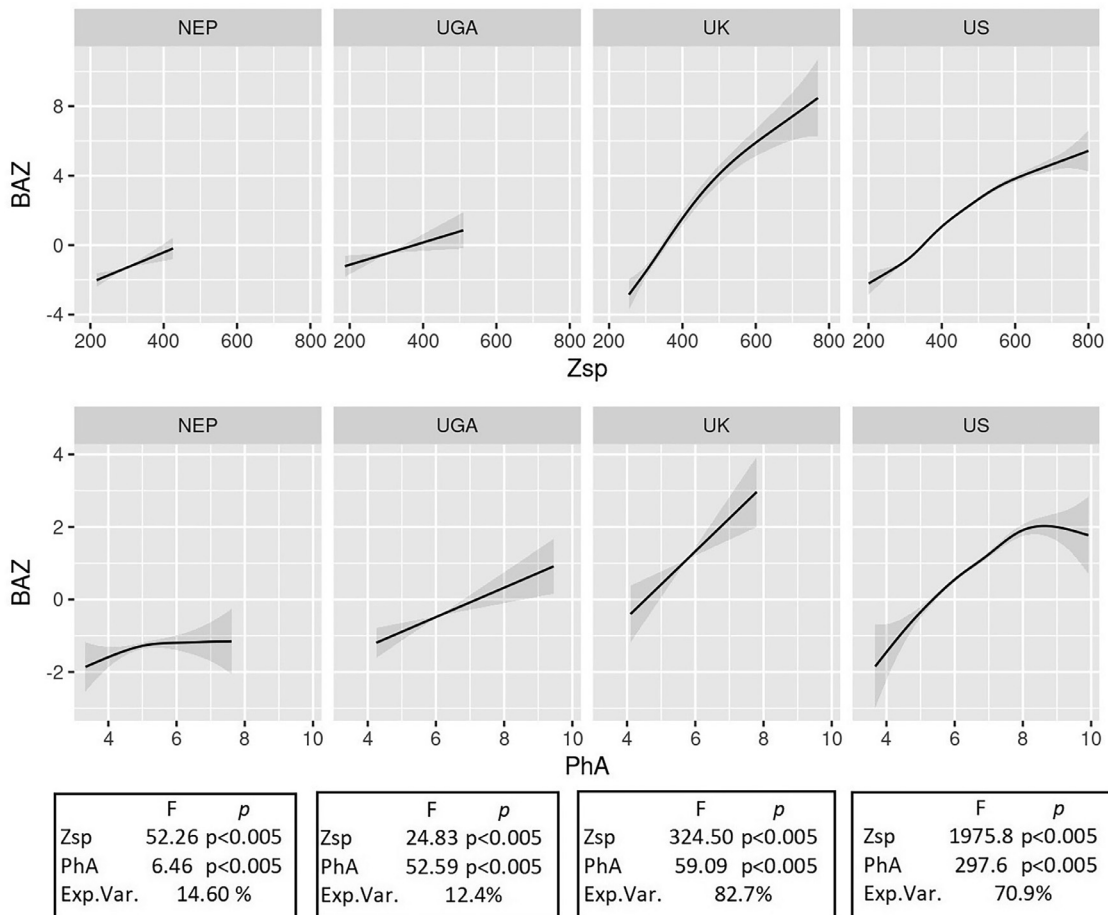 NEP UGA UK US
8
4
0
-4
BAZ
200 400 600 800 200 400 600 800 200 400 600 800 200 400 600 800
Zsp
NEP UGA UK US
4
2
0
-2
BAZ
4 6 8 10 4 6 8 10 4 6 8 10 4 6 8 10
PhA
F p
Zsp 52.26 p<0.005
PhA 6.46 p<0.005
Exp.Var. 14.60 %
F p
Zsp 24.83 p<0.005
PhA 52.59 p<0.005
Exp.Var. 12.4%
F p
Zsp 324.50 p<0.005
PhA 59.09 p<0.005
Exp.Var. 82.7%
F p
Zsp 1975.8 p<0.005
PhA 297.6 p<0.005
Exp.Var. 70.9%